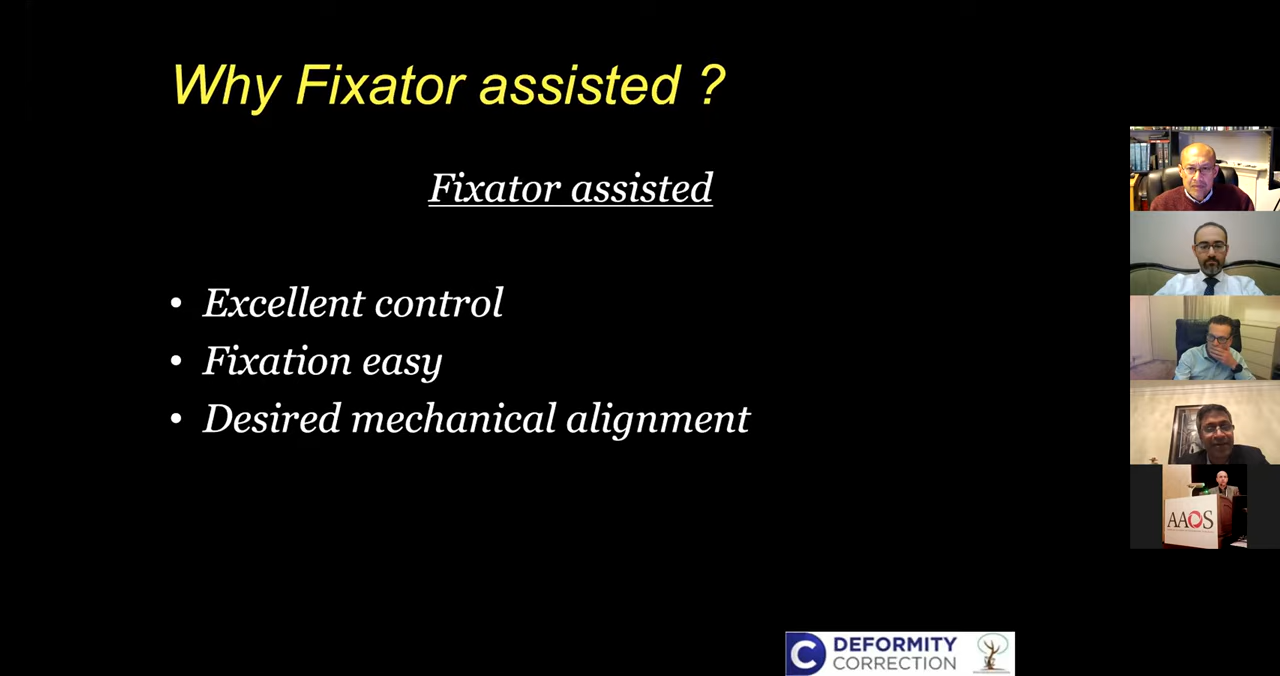 Why Fixator assisted ?
Fixator assisted
• Excellent control
• Fixation easy
• Desired mechanical alignment
AAOS
C DEFORMITY
CORRECTION